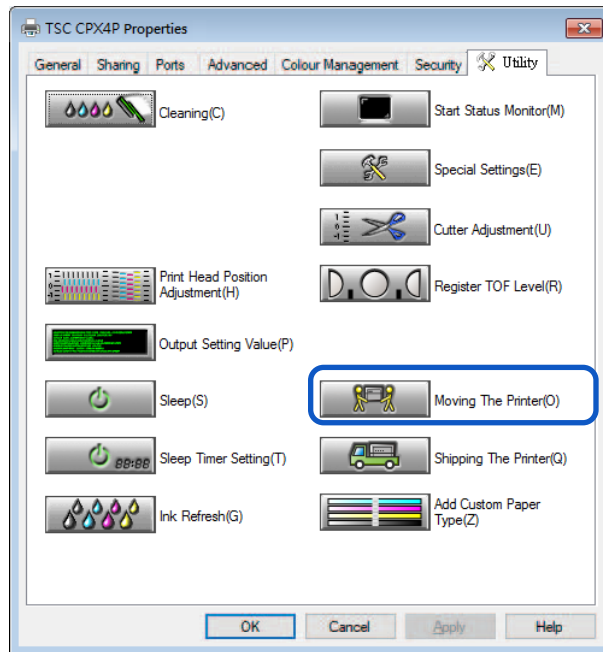 TSC CPX4P Properties
General Sharing Ports Advanced Colour Management Security Utility
Cleaning(C)
Start Status Monitor(M)
Special Settings(E)
Cutter Adjustment(U)
Print Head Position
Adjustment(H)
Register TOF Level(R)
Output Setting Value(P)
Sleep(S)
Moving The Printer(O)
Sleep Timer Setting(T)
Shipping The Printer(Q)
Ink Refresh(G)
Add Custom Paper
Type(Z)
OK Cancel Apply Help